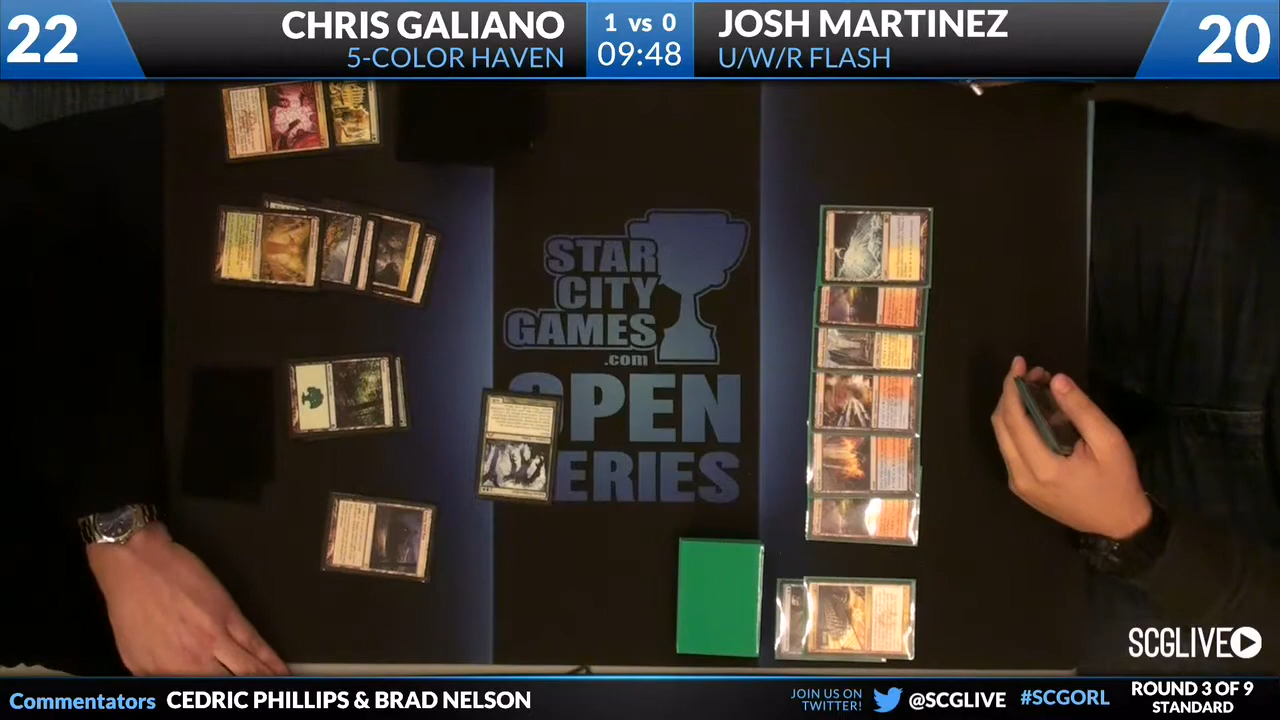 22
CHRIS GALIANO
5-COLOR HAVEN
1 vs 0
09:48
JOSH MARTINEZ
U/W/R FLASH
20
STAR
CITY
GAMES
.com
OPEN
SERIES
SCGLIVE
Commentators CEDRIC PHILLIPS & BRAD NELSON
JOIN US ON
TWITTER!
@SCGLIVE
#SCGORL
ROUND 3 OF 9
STANDARD